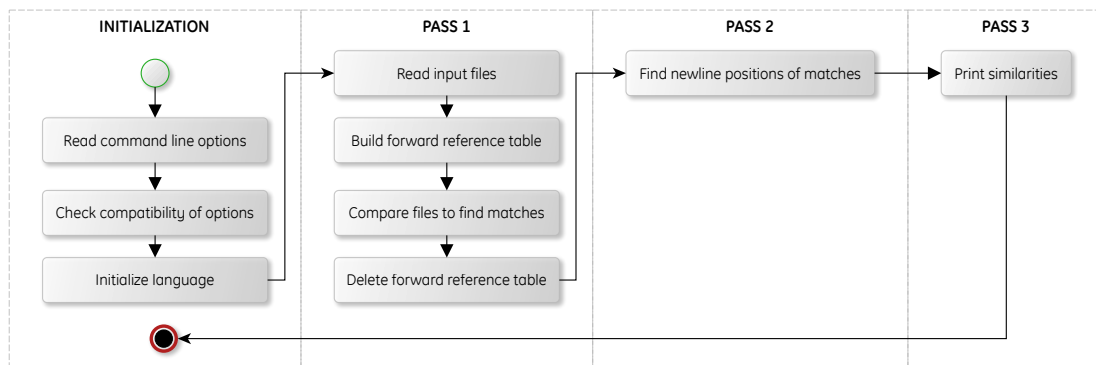 INITIALIZATION
Read command line options
Check compatibility of options
Initialize language
PASS 1
Read input files
Build forward reference table
Compare files to find matches
Delete forward reference table
PASS 2
Find newline positions of matches
PASS 3
Print similarities